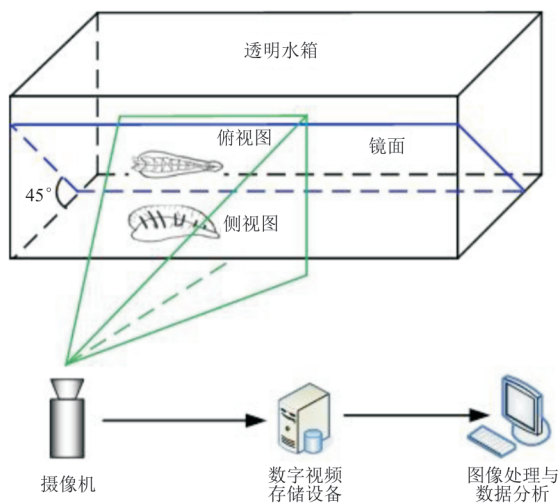 透明水箱
俯视图
镜面
45°
侧视图
摄像机
数字视频
存储设备
图像处理与
数据分析